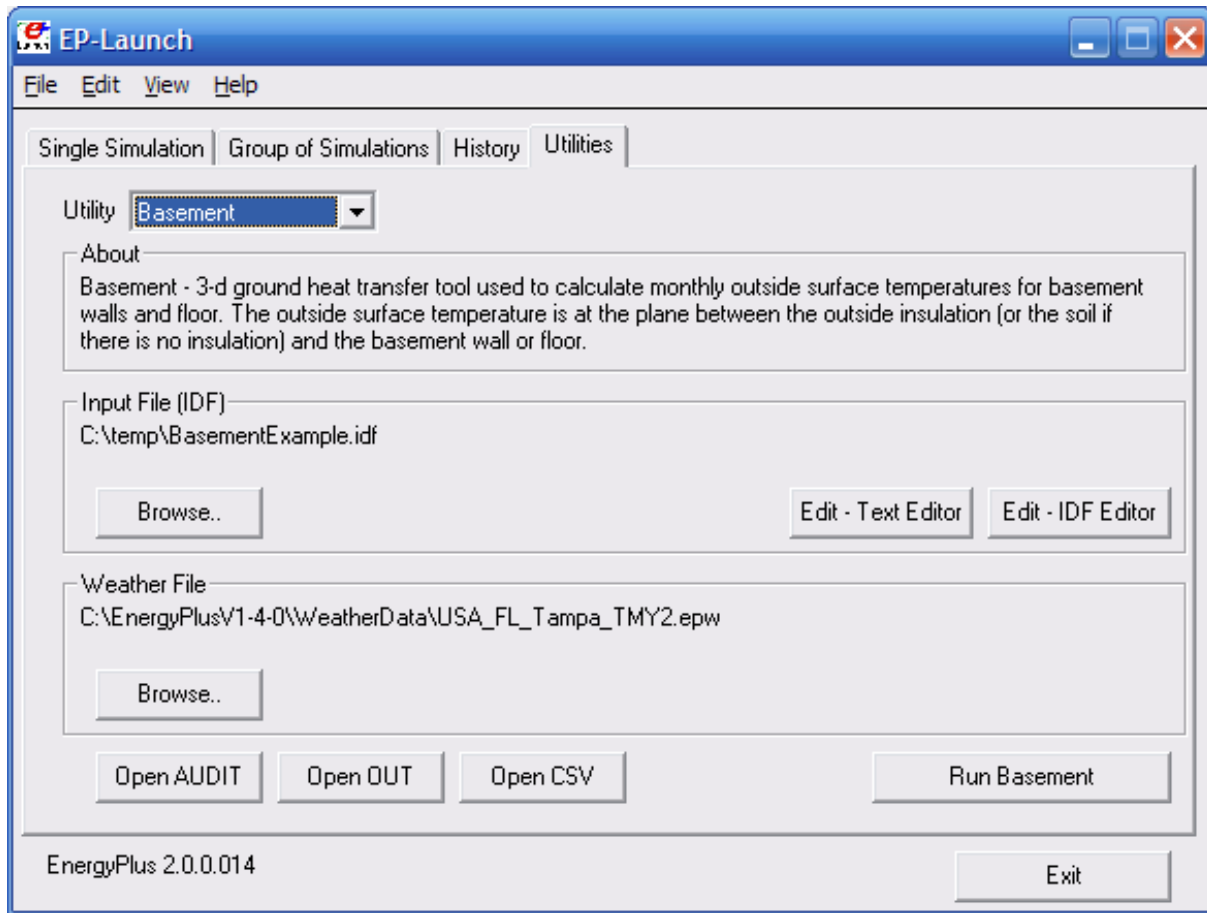 EP-Launch
File Edit View Help
Single Simulation Group of Simulations History Utilities
Utility Basement
About
Basement - 3-d ground heat transfer tool used to calculate monthly outside surface temperatures for basement
walls and floor. The outside surface temperature is at the plane between the outside insulation (or the soil if
there is no insulation) and the basement wall or floor.
Input File (IDF)
C:\temp\BasementExample.idf
Browse.. Edit - Text Editor Edit - IDF Editor
Weather File
C:\EnergyPlusV1-4-0\WeatherData\USA_FL_Tampa_TMY2.epw
Browse..
Open AUDIT Open OUT Open CSV Run Basement
EnergyPlus 2.0.0.014 Exit